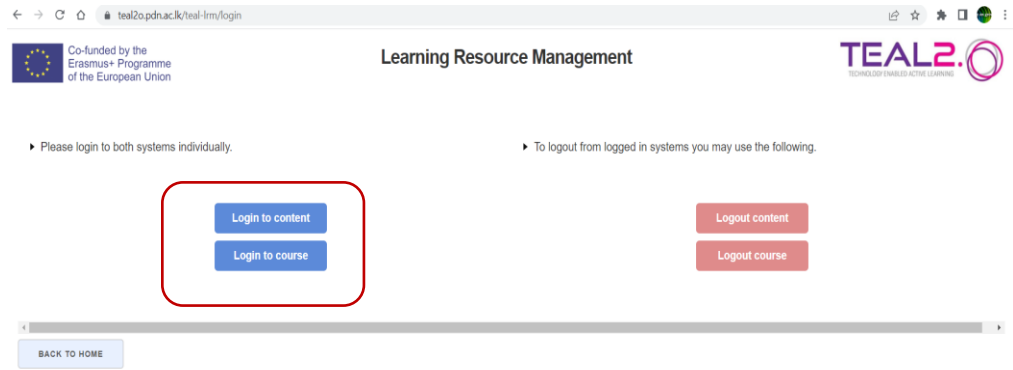 teal2o.pdn.ac.lk/teal-lrm/login
Co-funded by the
Erasmus+ Programme
of the European Union
Learning Resource Management
TEAL2.O
TECHNOLOGY ENABLED ACTIVE LEARNING
Please login to both systems individually.
To logout from logged in systems you may use the following.
Login to content
Login to course
Logout content
Logout course
BACK TO HOME